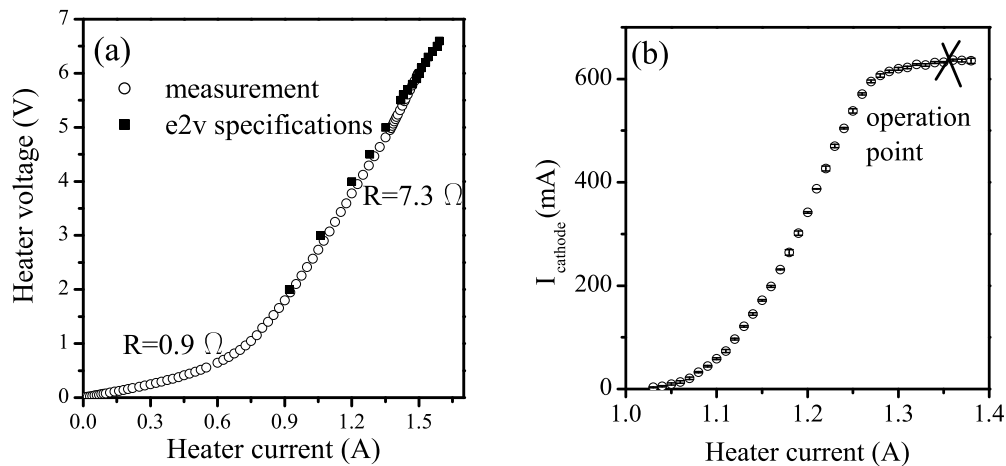 (a)
measurement
e2v specifications
R=7.3 Ω
R=0.9 Ω
Heater voltage (V)
7
6
5
4
3
2
1
0
0.0 0.3 0.6 0.9 1.2 1.5
Heater current (A)
(b)
operation
point
I cathode (mA)
600
400
200
0
1.0 1.1 1.2 1.3 1.4
Heater current (A)